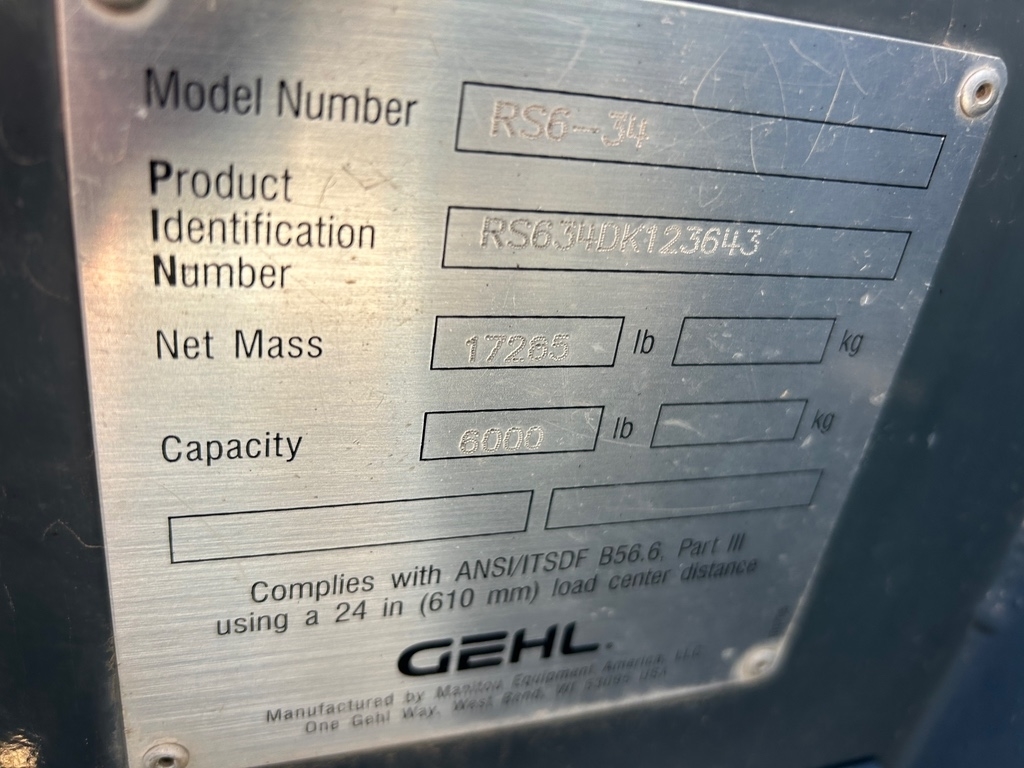 Model Number RS6-34
Product
Identification RS634DK123643
Number
Net Mass 17265 lb kg
Capacity 6000 lb kg
Complies with ANSI/ITSDF B56.6, Part III
using a 24 in (610 mm) load center distance
GEHL
Manufactured by Manitou Equipment America, LLC
One Gehl Way, West Bend, WI 53095 USA